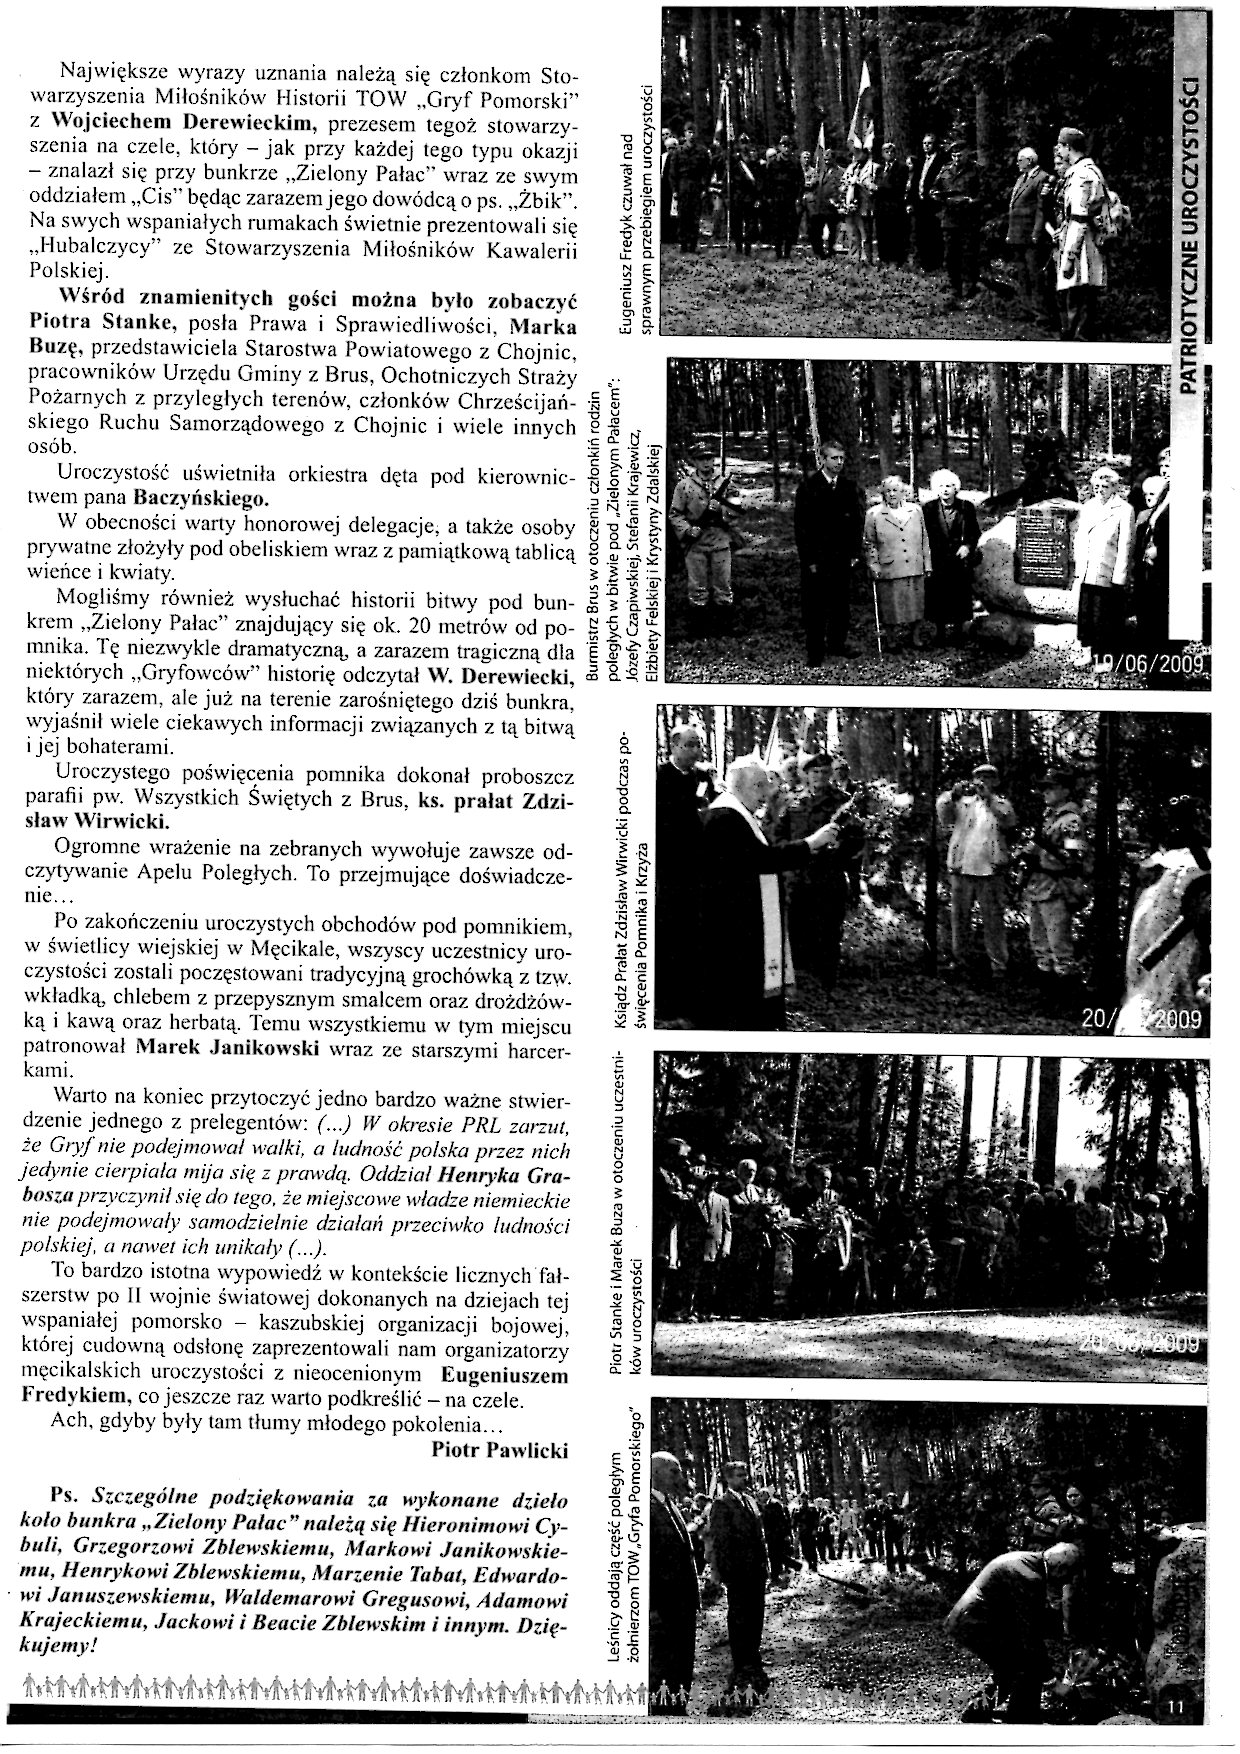 Największe wyrazy uznania należą się członkom Sto-
warzyszenia Miłośników Historii TOW „Gryf Pomorski”
z Wojciechem Derewieckim, prezesem tegoż stowarzy-
szenia na czele, który – jak przy każdej tego typu okazji
– znalazł się przy bunkrze „Zielony Pałac” wraz ze swym
oddziałem „Cis” będąc zarazem jego dowódcą o ps. „Żbik”.
Na swych wspaniałych rumakach świetnie prezentowali się
„Hubalczycy” ze Stowarzyszenia Miłośników Kawalerii
Polskiej.
Wśród znamienitych gości można było zobaczyć
Piotra Stanke, posła Prawa i Sprawiedliwości, Marka
Buzę, przedstawiciela Starostwa Powiatowego z Chojnic,
pracowników Urzędu Gminy z Brus, Ochotniczych Straży
Pożarnych z przyległych terenów, członków Chrześcijań-
skiego Ruchu Samorządowego z Chojnic i wiele innych
osób.
Uroczystość uświetniła orkiestra dęta pod kierownic-
twem pana Baczyńskiego.
W obecności warty honorowej delegacje, a także osoby
prywatne złożyły pod obeliskiem wraz z pamiątkową tablicą
wieńce i kwiaty.
Mogliśmy również wysłuchać historii bitwy pod bun-
krem „Zielony Pałac” znajdujący się ok. 20 metrów od po-
mnika. Tę niezwykle dramatyczną, a zarazem tragiczną dla
niektórych „Gryfowców” historię odczytał W. Derewiecki,
który zarazem, ale już na terenie zarośniętego dziś bunkra,
wyjaśnił wiele ciekawych informacji związanych z tą bitwą
i jej bohaterami.
Uroczystego poświęcenia pomnika dokonał proboszcz
parafii pw. Wszystkich Świętych z Brus, ks. prałat Zdzi-
sław Wirwicki.
Ogromne wrażenie na zebranych wywołuje zawsze od-
czytywanie Apelu Poległych. To przejmujące doświadcze-
nie...
Po zakończeniu uroczystych obchodów pod pomnikiem,
w świetlicy wiejskiej w Męcikale, wszyscy uczestnicy uro-
czystości zostali poczęstowani tradycyjną grochówką z tzw.
wkładką, chlebem z przepysznym smalcem oraz drożdżów-
ką i kawą oraz herbatą. Temu wszystkiemu w tym miejscu
patronował Marek Janikowski wraz ze starszymi harcer-
kami.
Warto na koniec przytoczyć jedno bardzo ważne stwier-
dzenie jednego z prelegentów: (...) W okresie PRL zarzut,
że Gryf nie podejmował walki, a ludność polska przez nich
jedynie cierpiała mija się z prawdą. Oddział Henryka Gra-
bosza przyczynił się do tego, że miejscowe władze niemieckie
nie podejmowały samodzielnie działań przeciwko ludności
polskiej, a nawet ich unikały (...).
To bardzo istotna wypowiedź w kontekście licznych fał-
szerstw po II wojnie światowej dokonanych na dziejach tej
wspaniałej pomorsko – kaszubskiej organizacji bojowej,
której cudowną odsłonę zaprezentowali nam organizatorzy
męcikalskich uroczystości z nieocenionym Eugeniuszem
Fredykiem, co jeszcze raz warto podkreślić – na czele.
Ach, gdyby były tam tłumy młodego pokolenia...
Piotr Pawlicki
Ps. Szczególne podziękowania za wykonane dzieło
koło bunkra „Zielony Pałac” należą się Hieronimowi Cy-
buli, Grzegorzowi Zblewskiemu, Markowi Janikowskie-
mu, Henrykowi Zblewskiemu, Marzenie Tabat, Edwardo-
wi Januszewskiemu, Waldemarowi Gregusowi, Adamowi
Krajeckiemu, Jackowi i Beacie Zblewskim i innym. Dzię-
kujemy!
Eugeniusz Fredyk czuwał nad
sprawnym przebiegiem uroczystości
Burmistrz Brus w otoczeniu członkiń rodzin
poległych w bitwie pod „Zielonym Pałacem”:
Józefy Czapiwskiej, Stefanii Krajewicz,
Elżbiety Felskiej i Krystyny Zdalskiej
19/06/2009
Ksiądz Prałat Zdzisław Wirwicki podczas po-
święcenia Pomnika i Krzyża
20/ /2009
Piotr Stanke i Marek Buza w otoczeniu uczestni-
ków uroczystości
20/06/2009
Leśnicy oddają cześć poległym
żołnierzom TOW „Gryfa Pomorskiego”
PATRIOTYCZNE UROCZYSTOŚCI
11